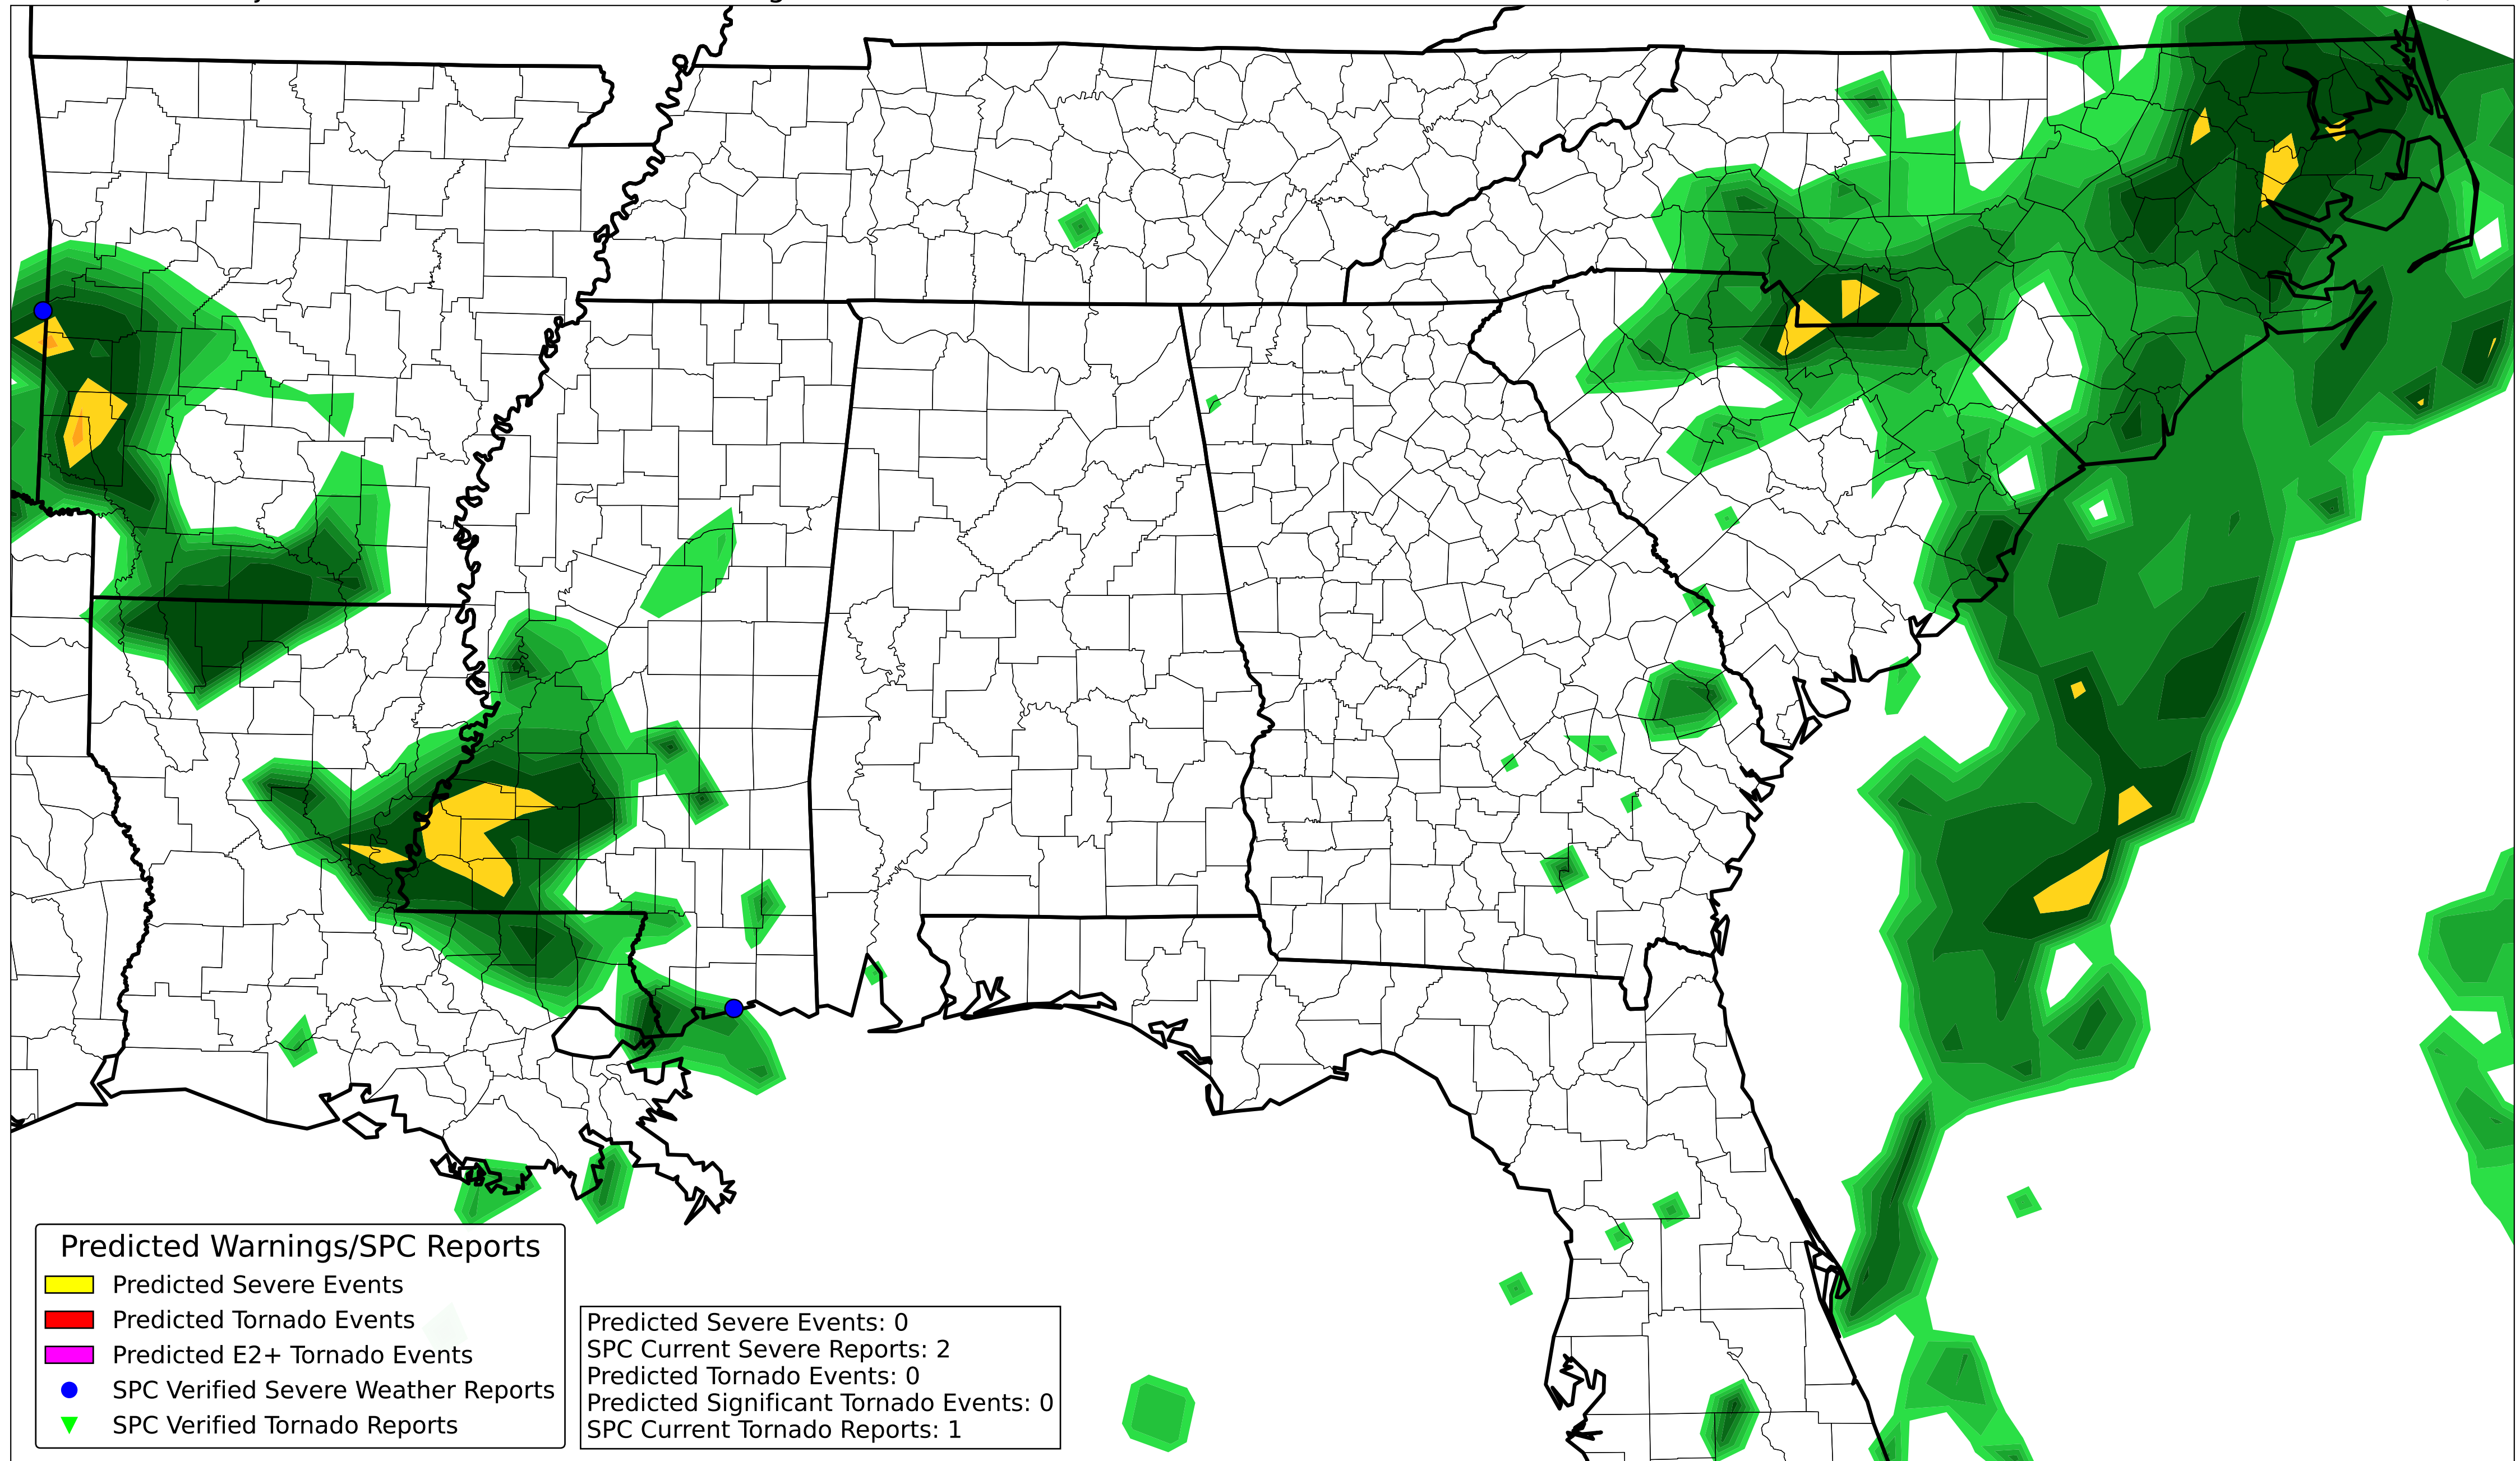 Predicted Warnings/SPC Reports
Predicted Severe Events
Predicted Tornado Events
Predicted E2+ Tornado Events
SPC Verified Severe Weather Reports
SPC Verified Tornado Reports
Predicted Severe Events: 0
SPC Current Severe Reports: 2
Predicted Tornado Events: 0
Predicted Significant Tornado Events: 0
SPC Current Tornado Reports: 1